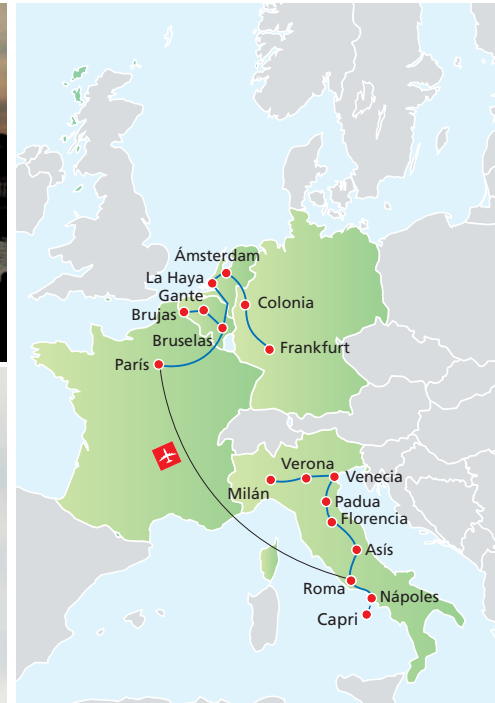 Ámsterdam
La Haya
Gante
Colonia
Brujas
Bruselas
Frankfurt
París
Verona
Venecia
Milán
Padua
Florencia
Asís
Roma
Nápoles
Capri